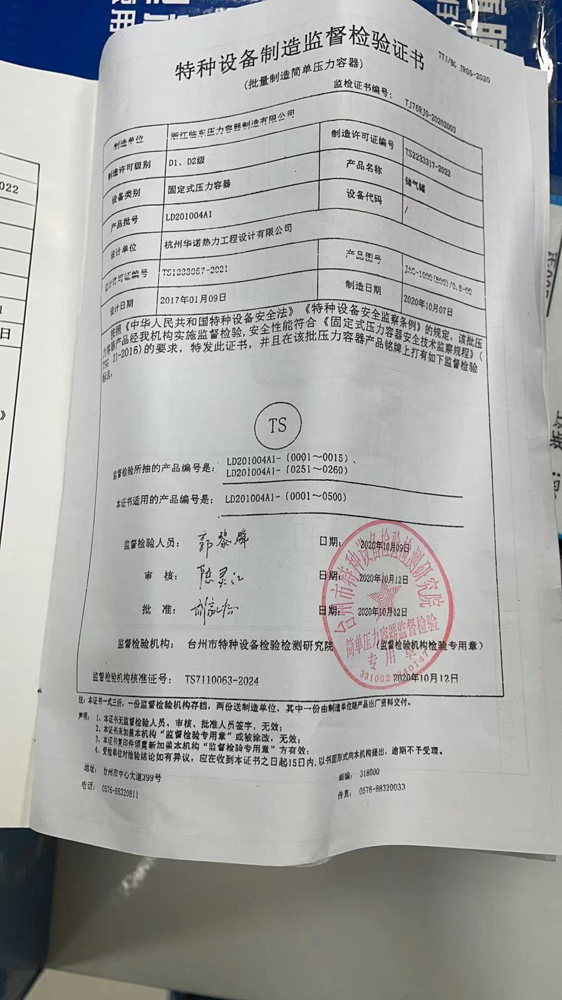 特种设备制造监督检验证书
TTJ/BG JR05-2020
(批量制造简单压力容器)
监检证书编号: TJ76RJ0-20202003
制造单位 浙江临东压力容器制造有限公司
制造许可级别 D1、D2级 制造许可证编号 TS2233317-2022
设备类别 固定式压力容器 产品名称 储气罐
产品批号 LD201004A1 设备代码 /
设计单位 杭州华诺热力工程设计有限公司
设计许可证编号 TS1233057-2021 产品图号 JAC-1000(800)/0.8-00
设计日期 2017年01月09日 制造日期 2020年10月07日
按照《中华人民共和国特种设备安全法》《特种设备安全监察条例》的规定，该批压
力容器产品经我机构实施监督检验,安全性能符合《固定式压力容器安全技术监察规程》(
TSG 21-2016)的要求，特发此证书，并且在该批压力容器产品铭牌上打有如下监督检验
标志:
TS
监督检验所抽的产品编号是: LD201004A1-（0001～0015）、
LD201004A1-（0251～0260）
本证书适用的产品编号是: LD201004A1-（0001～0500）
监督检验人员: 日期: 2020年10月09日
审 核: 日期: 2020年10月12日
批 准: 日期: 2020年10月12日
监督检验机构: 台州市特种设备检验检测研究院 （监督检验机构检验专用章）
监督检验机构核准证号: TS7110063-2024 2020年10月12日
台州市特种设备检验检测研究院
简单压力容器监督检验
专用章
注: 本证书一式三份，一份监督检验机构存档，两份送制造单位，其中一份由制造单位随产品出厂资料交付。
声明: 1、本证书无监督检验人员、审核、批准人员签字，无效;
2、本证书未加盖本机构“监督检验专用章”或被涂改，无效;
3、本证书复印件须重新加盖本机构“监督检验专用章”方有效;
4、受检单位对检验结论如有异议，应在收到本证书之日起15日内,以书面形式向本机构提出，逾期不予受理。
地址: 台州市中心大道399号 邮编: 318000
电话: 0576-88320811 传真: 0576-88320033
022
1
日
》